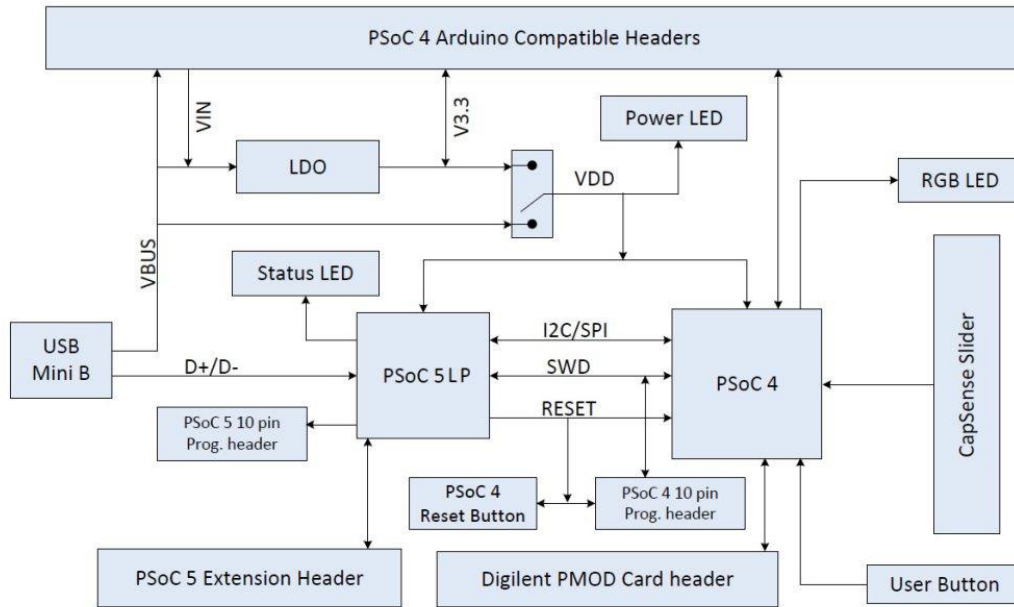 PSoC 4 Arduino Compatible Headers
VIN
V3.3
Power LED
LDO
VDD
RGB LED
VBUS
Status LED
USB
Mini B
D+/D-
PSoC 5LP
I2C/SPI
SWD
RESET
PSoC 4
CapSense Slider
PSoC 5 10 pin
Prog. header
PSoC 4
Reset Button
PSoC 4 10 pin
Prog. header
PSoC 5 Extension Header
Digilent PMOD Card header
User Button